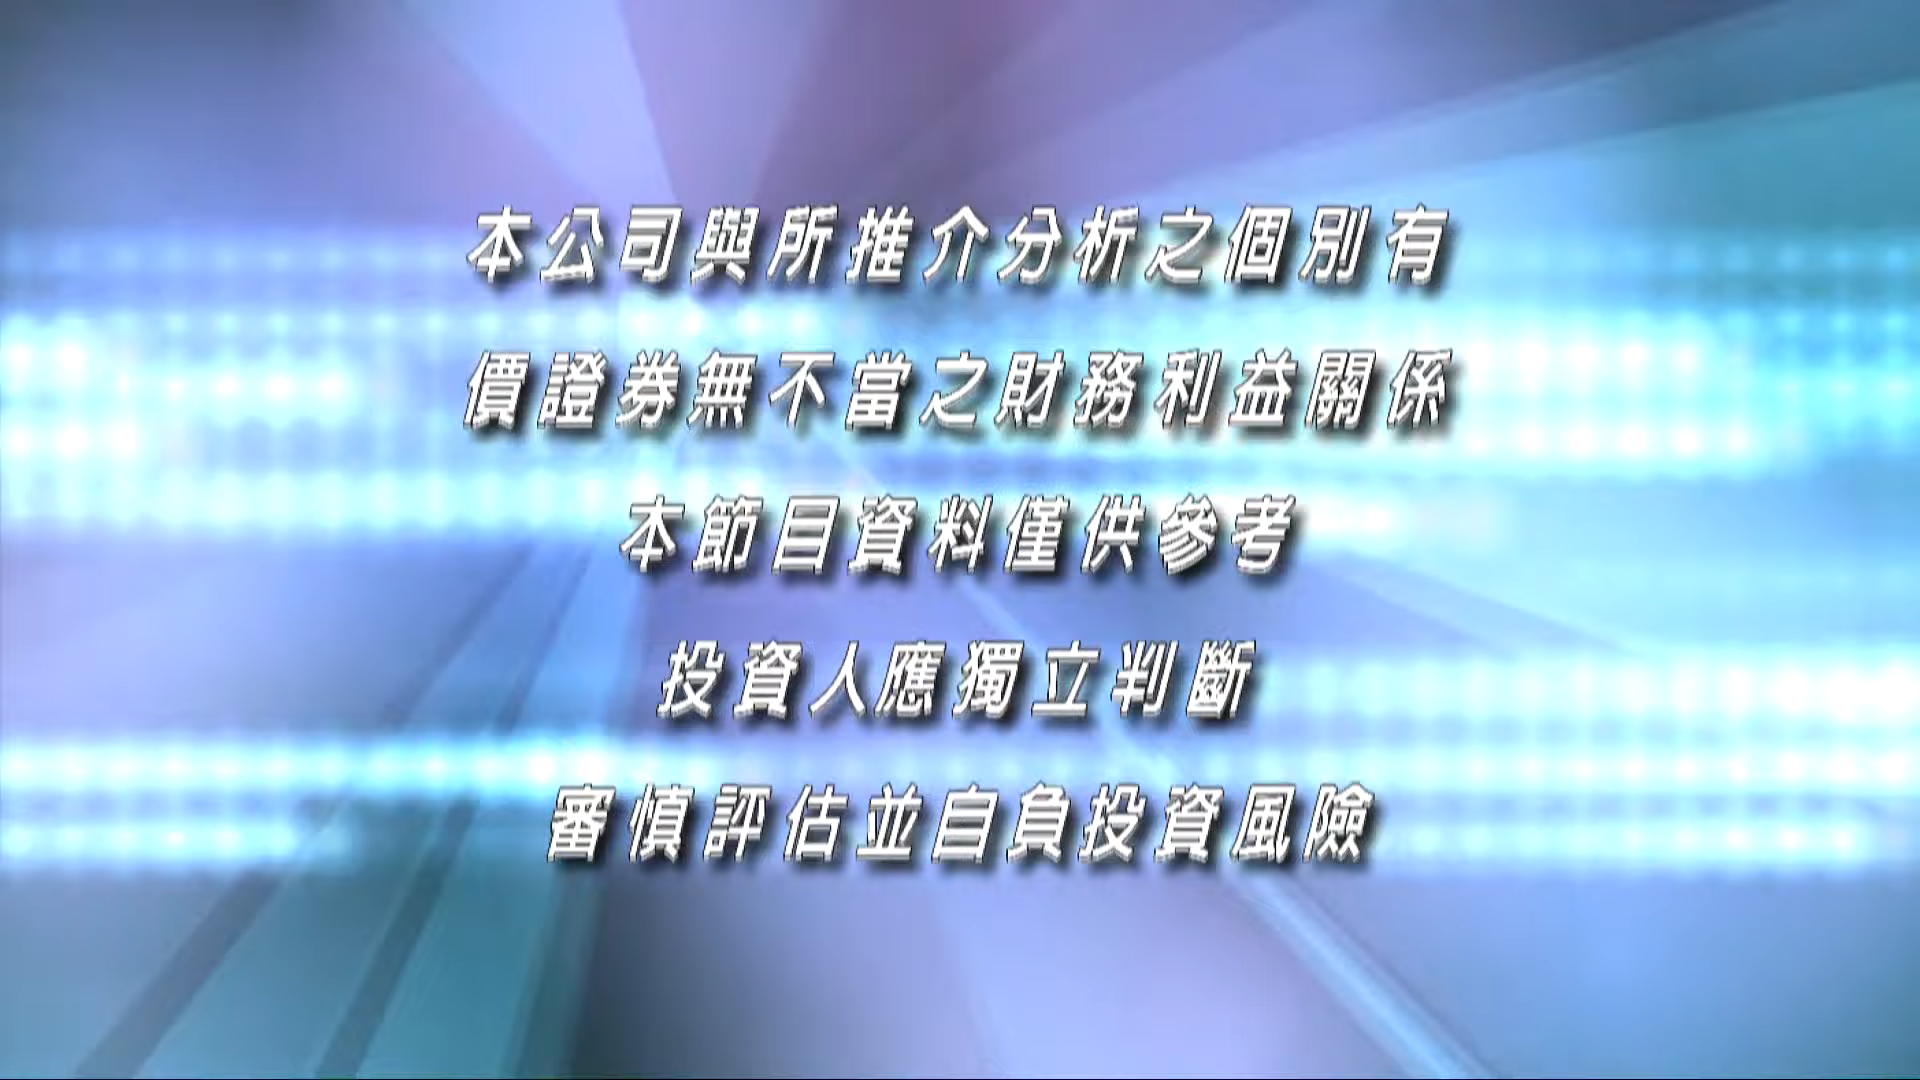 本公司與所推介分析之個別有
價證券無不當之財務利益關係
本節目資料僅供參考
投資人應獨立判斷
審慎評估並自負投資風險